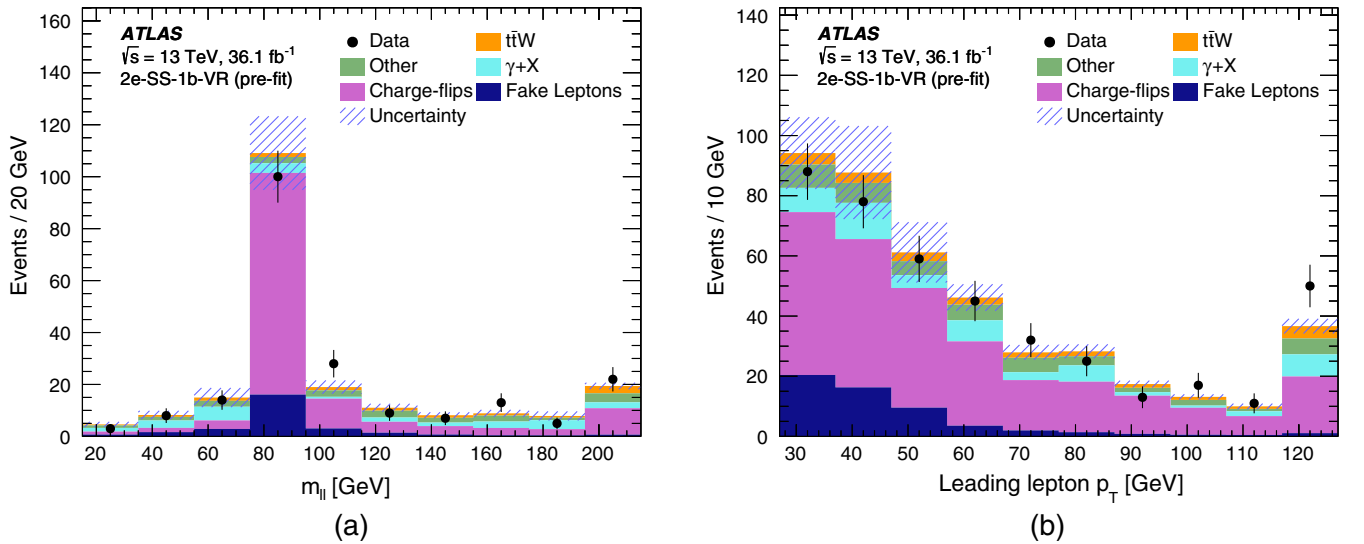 160
140
120
100
80
60
40
20
0
Events / 20 GeV
ATLAS
√s = 13 TeV, 36.1 fb⁻¹
2e-SS-1b-VR (pre-fit)
Data
tt̄W
Other
γ+X
Charge-flips
Fake Leptons
Uncertainty
20 40 60 80 100 120 140 160 180 200
m_ll [GeV]
(a)
140
120
100
80
60
40
20
0
Events / 10 GeV
ATLAS
√s = 13 TeV, 36.1 fb⁻¹
2e-SS-1b-VR (pre-fit)
Data
tt̄W
Other
γ+X
Charge-flips
Fake Leptons
Uncertainty
30 40 50 60 70 80 90 100 110 120
Leading lepton p_T [GeV]
(b)